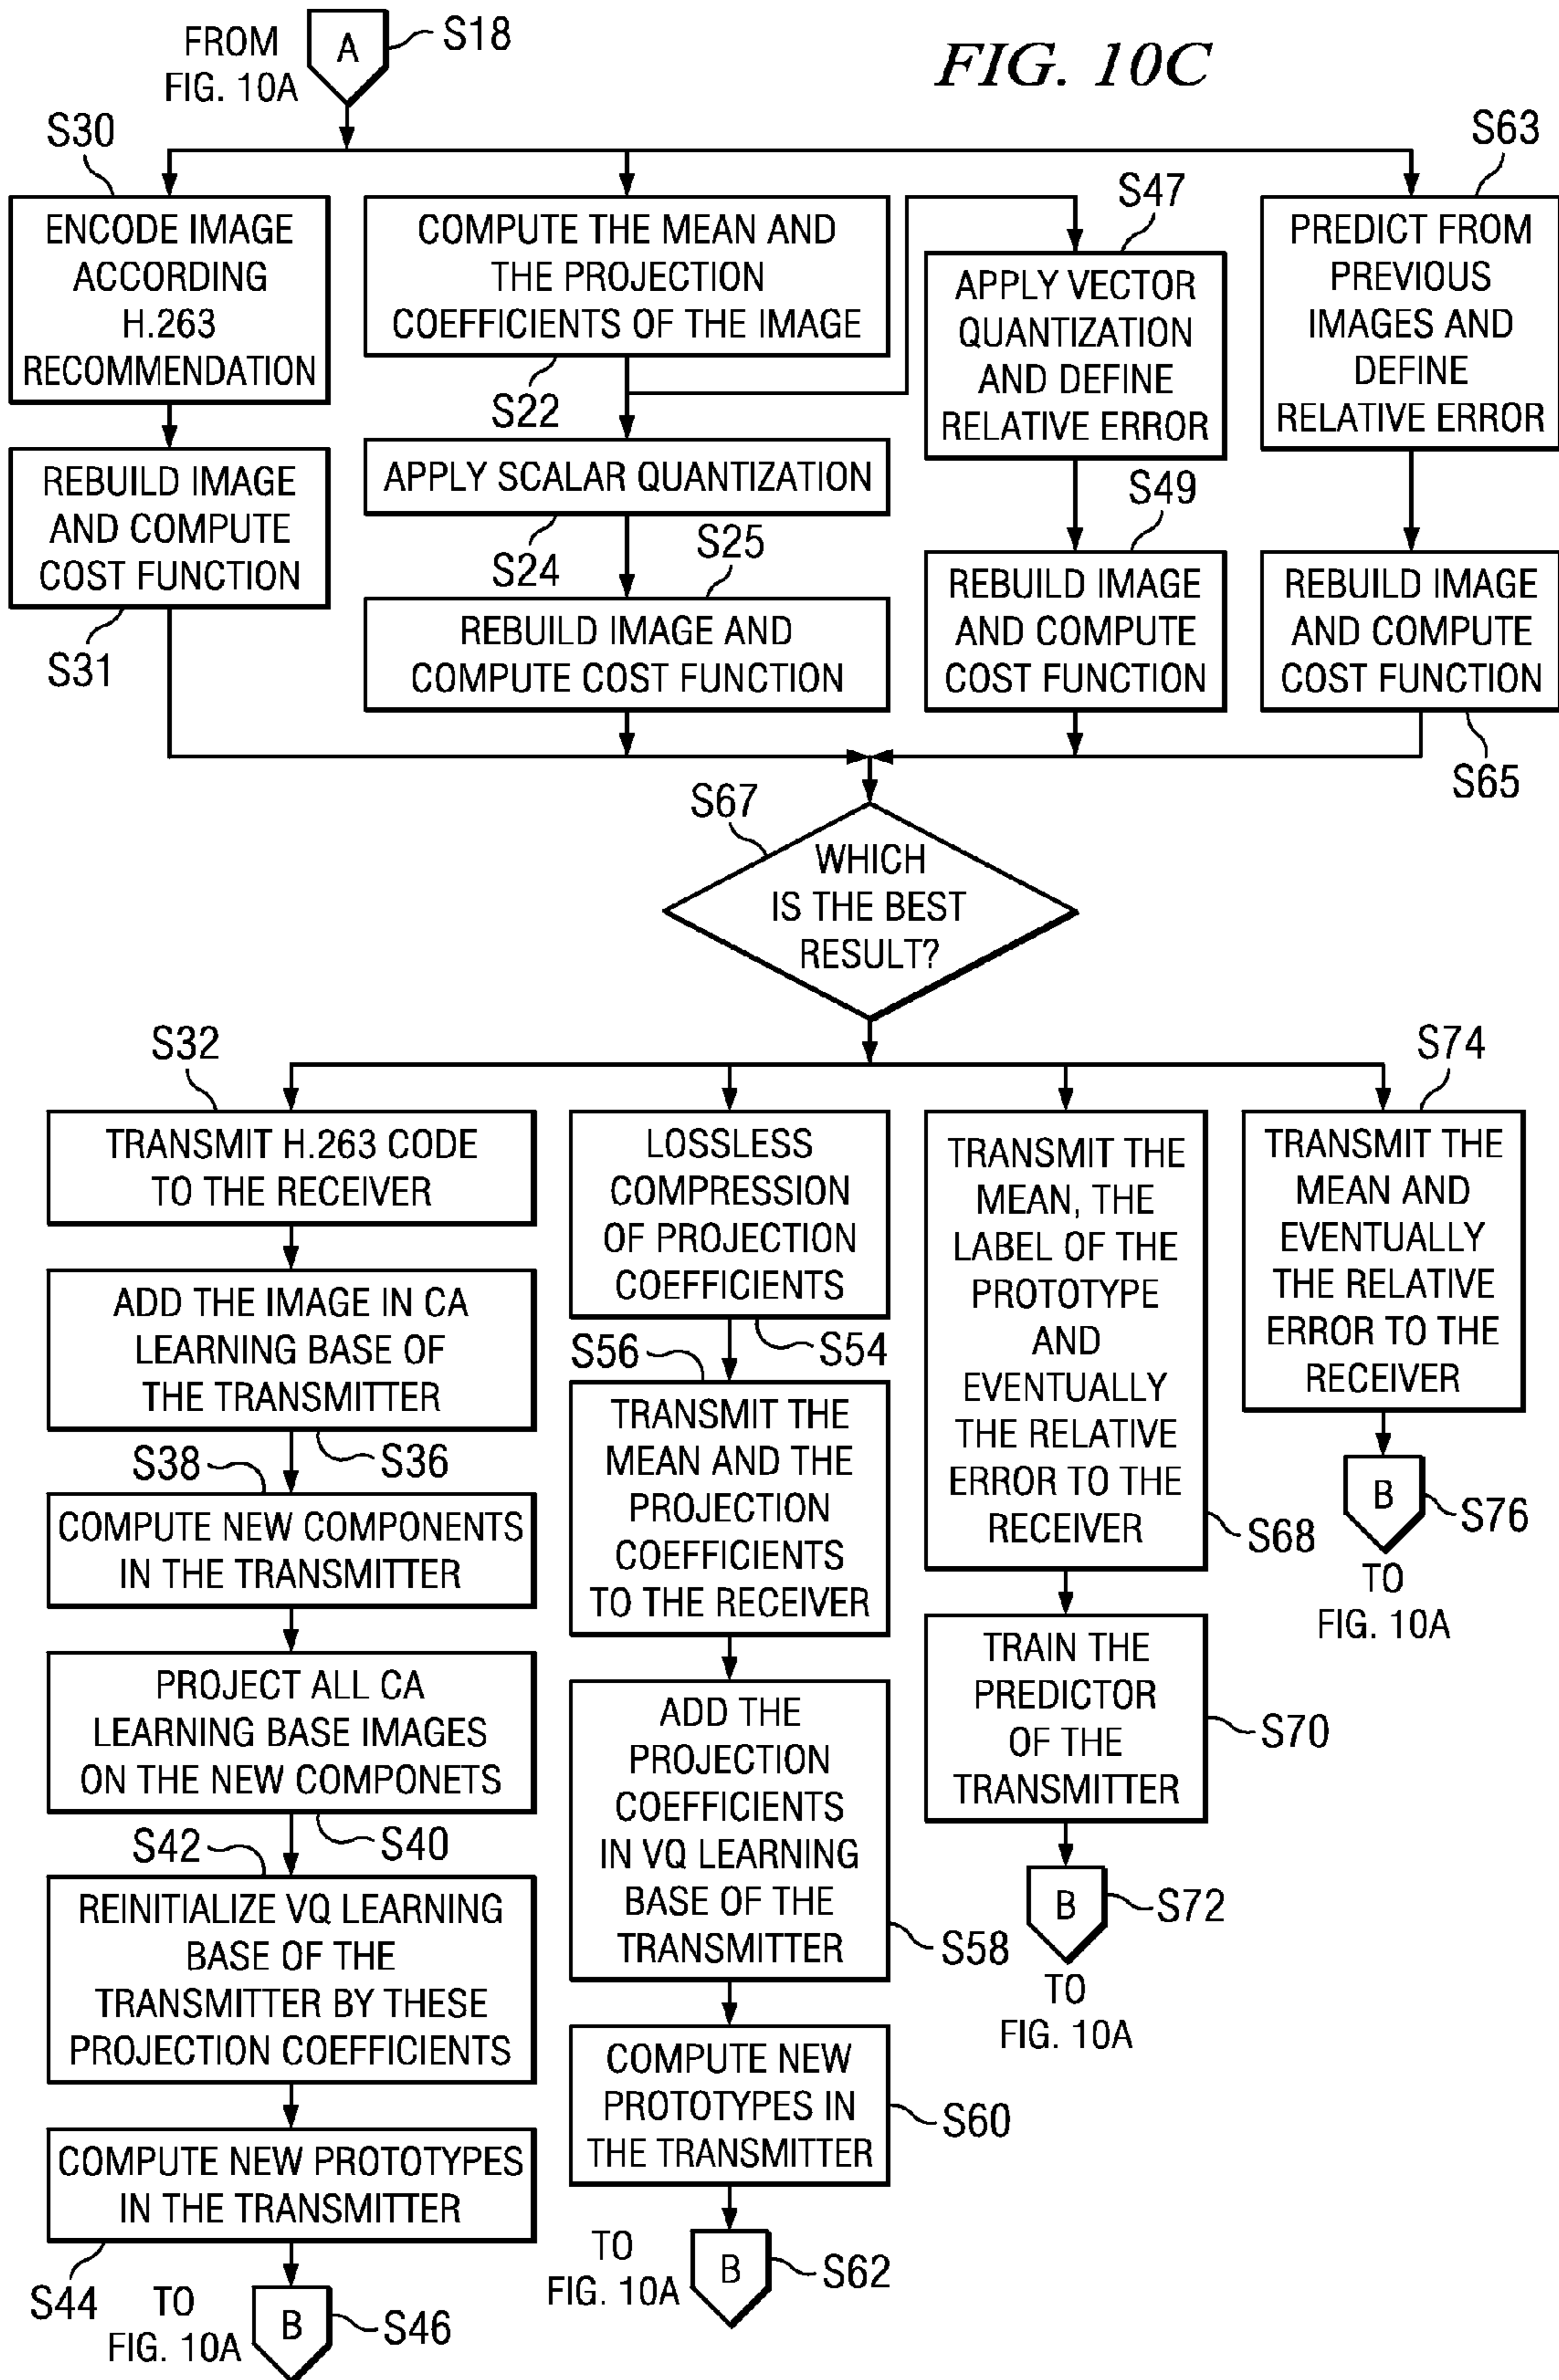 FROM
FIG. 10A
A
S18
FIG. 10C
S30
ENCODE IMAGE
ACCORDING
H.263
RECOMMENDATION
REBUILD IMAGE
AND COMPUTE
COST FUNCTION
S31
COMPUTE THE MEAN AND
THE PROJECTION
COEFFICIENTS OF THE IMAGE
S22
APPLY SCALAR QUANTIZATION
S24
S25
REBUILD IMAGE AND
COMPUTE COST FUNCTION
S47
APPLY VECTOR
QUANTIZATION
AND DEFINE
RELATIVE ERROR
S49
REBUILD IMAGE
AND COMPUTE
COST FUNCTION
S63
PREDICT FROM
PREVIOUS
IMAGES AND
DEFINE
RELATIVE ERROR
REBUILD IMAGE
AND COMPUTE
COST FUNCTION
S65
S67
WHICH
IS THE BEST
RESULT?
S32
TRANSMIT H.263 CODE
TO THE RECEIVER
ADD THE IMAGE IN CA
LEARNING BASE OF
THE TRANSMITTER
S36
S38
COMPUTE NEW COMPONENTS
IN THE TRANSMITTER
PROJECT ALL CA
LEARNING BASE IMAGES
ON THE NEW COMPONETS
S40
S42
REINITIALIZE VQ LEARNING
BASE OF THE
TRANSMITTER BY THESE
PROJECTION COEFFICIENTS
COMPUTE NEW PROTOTYPES
IN THE TRANSMITTER
S44
TO
FIG. 10A
B
S46
LOSSLESS
COMPRESSION
OF PROJECTION
COEFFICIENTS
S54
S56
TRANSMIT THE
MEAN AND THE
PROJECTION
COEFFICIENTS
TO THE RECEIVER
ADD THE
PROJECTION
COEFFICIENTS
IN VQ LEARNING
BASE OF THE
TRANSMITTER
S58
COMPUTE NEW
PROTOTYPES IN
THE TRANSMITTER
S60
TO
FIG. 10A
B
S62
TRANSMIT THE
MEAN, THE
LABEL OF THE
PROTOTYPE
AND
EVENTUALLY
THE RELATIVE
ERROR TO THE
RECEIVER
S68
TRAIN THE
PREDICTOR
OF THE
TRANSMITTER
S70
B
S72
TO
FIG. 10A
S74
TRANSMIT THE
MEAN AND
EVENTUALLY
THE RELATIVE
ERROR TO THE
RECEIVER
B
S76
TO
FIG. 10A